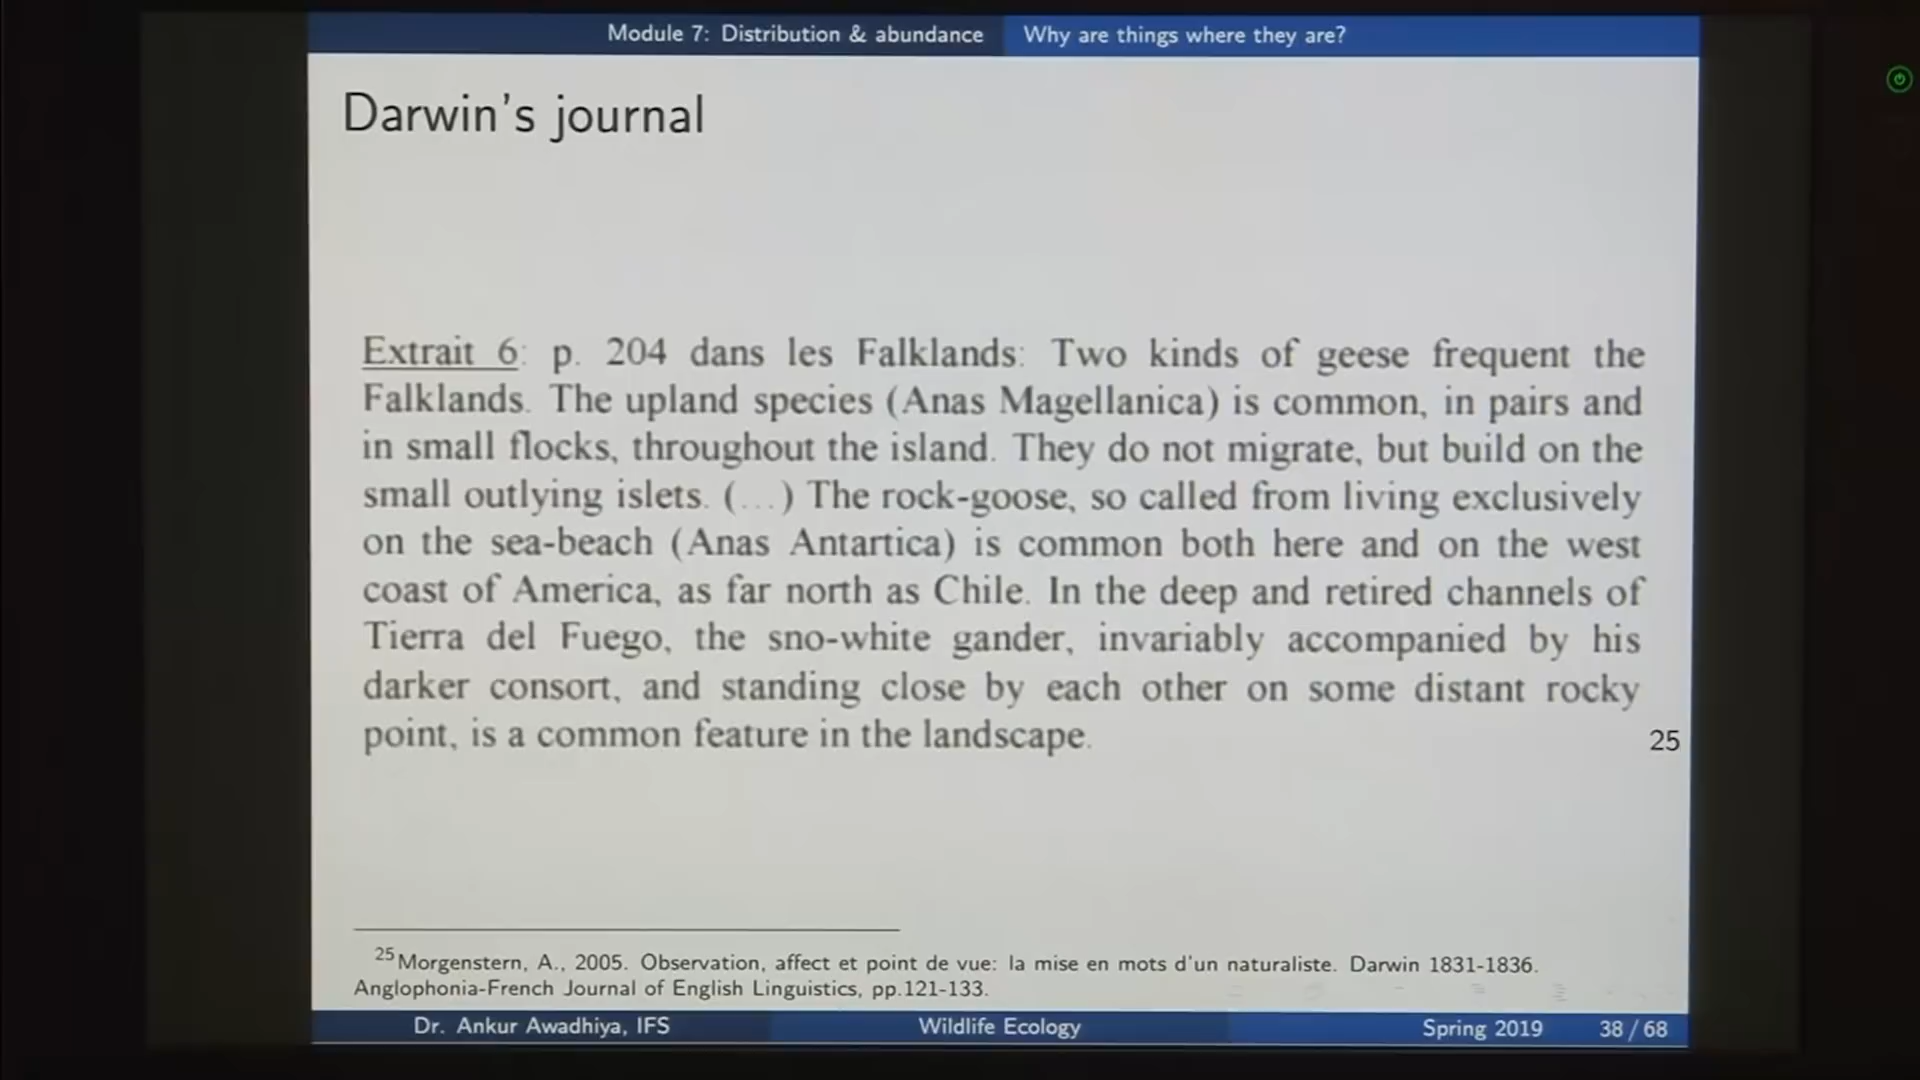 Module 7: Distribution & abundance Why are things where they are?
Darwin's journal
Extrait 6: p. 204 dans les Falklands: Two kinds of geese frequent the
Falklands. The upland species (Anas Magellanica) is common, in pairs and
in small flocks, throughout the island. They do not migrate, but build on the
small outlying islets. (...) The rock-goose, so called from living exclusively
on the sea-beach (Anas Antartica) is common both here and on the west
coast of America, as far north as Chile. In the deep and retired channels of
Tierra del Fuego, the sno-white gander, invariably accompanied by his
darker consort, and standing close by each other on some distant rocky
point, is a common feature in the landscape.
25
25 Morgenstern, A., 2005. Observation, affect et point de vue: la mise en mots d'un naturaliste. Darwin 1831-1836.
Anglophonia-French Journal of English Linguistics, pp.121-133.
Dr. Ankur Awadhiya, IFS Wildlife Ecology Spring 2019 38 / 68